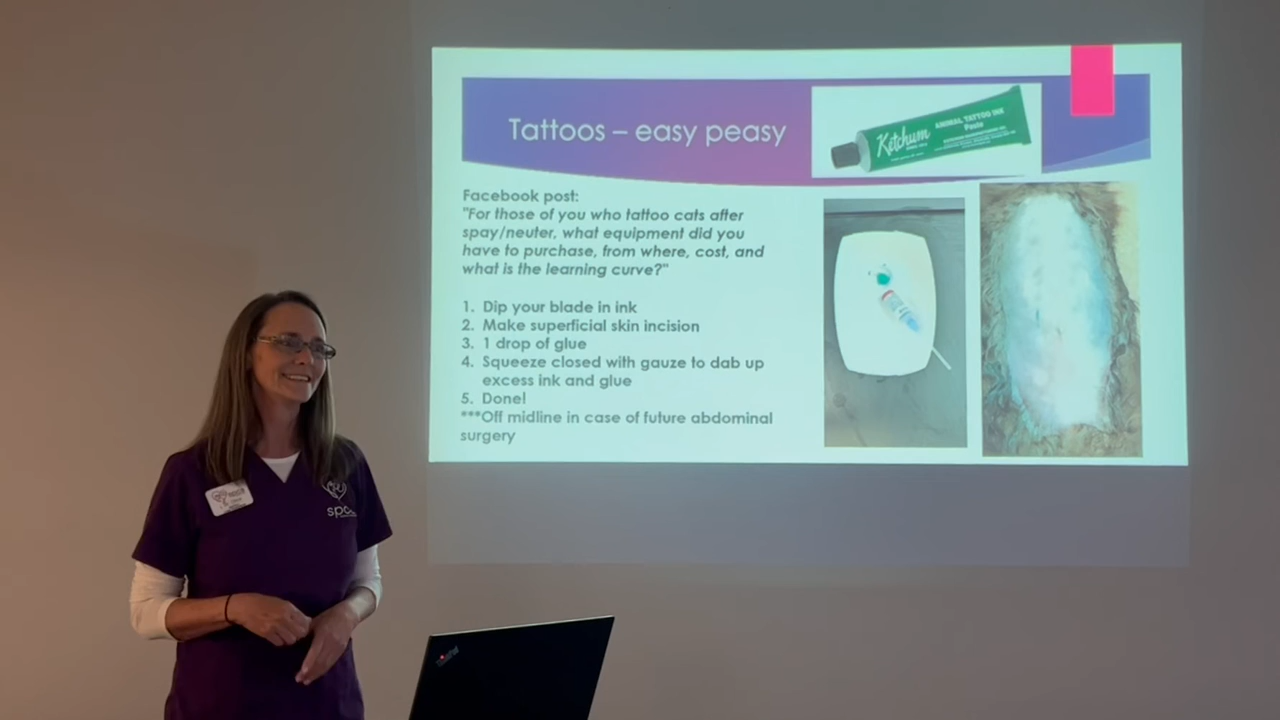 Tattoos – easy peasy
Ketchum
ANIMAL TATTOO INK
Paste
Facebook post:
"For those of you who tattoo cats after
spay/neuter, what equipment did you
have to purchase, from where, cost, and
what is the learning curve?"
1. Dip your blade in ink
2. Make superficial skin incision
3. 1 drop of glue
4. Squeeze closed with gauze to dab up
excess ink and glue
5. Done!
***Off midline in case of future abdominal
surgery
ThinkPad